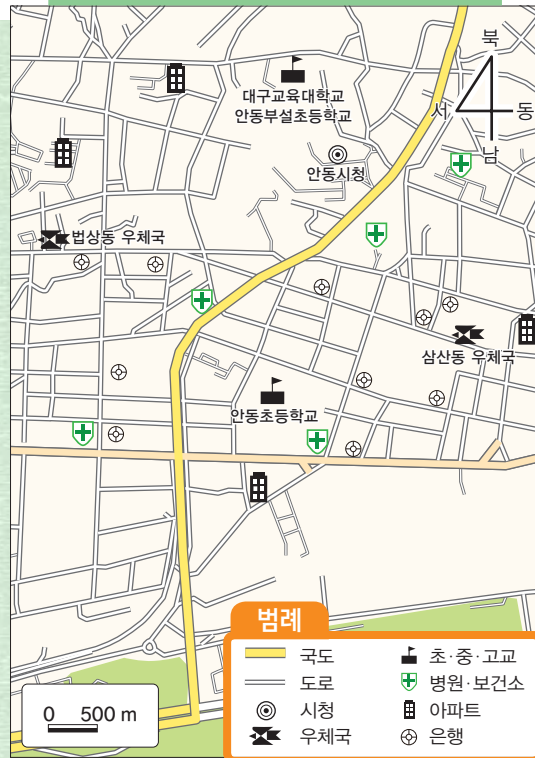 북
서 동
남
대구교육대학교
안동부설초등학교
안동시청
법상동 우체국
삼산동 우체국
안동초등학교
범례
국도
초·중·고교
도로
병원·보건소
시청
아파트
우체국
은행
0 500 m